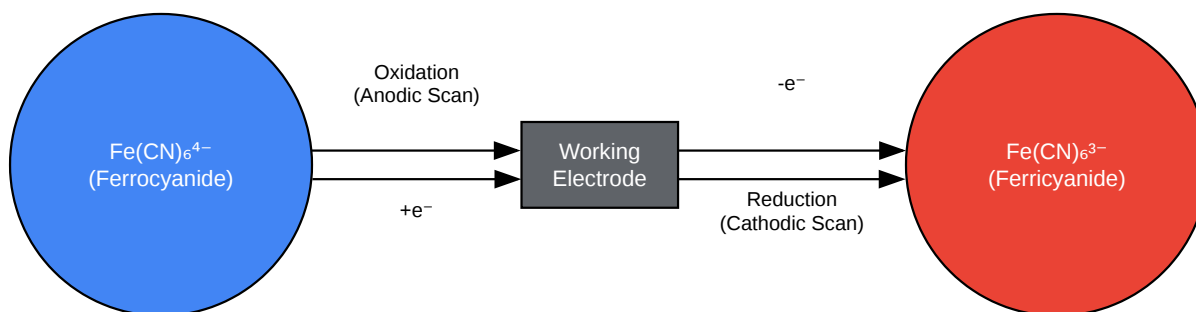 Fe(CN)₆⁴⁻
(Ferrocyanide)
Oxidation
(Anodic Scan)
+e⁻
Working
Electrode
-e⁻
Reduction
(Cathodic Scan)
Fe(CN)₆³⁻
(Ferricyanide)